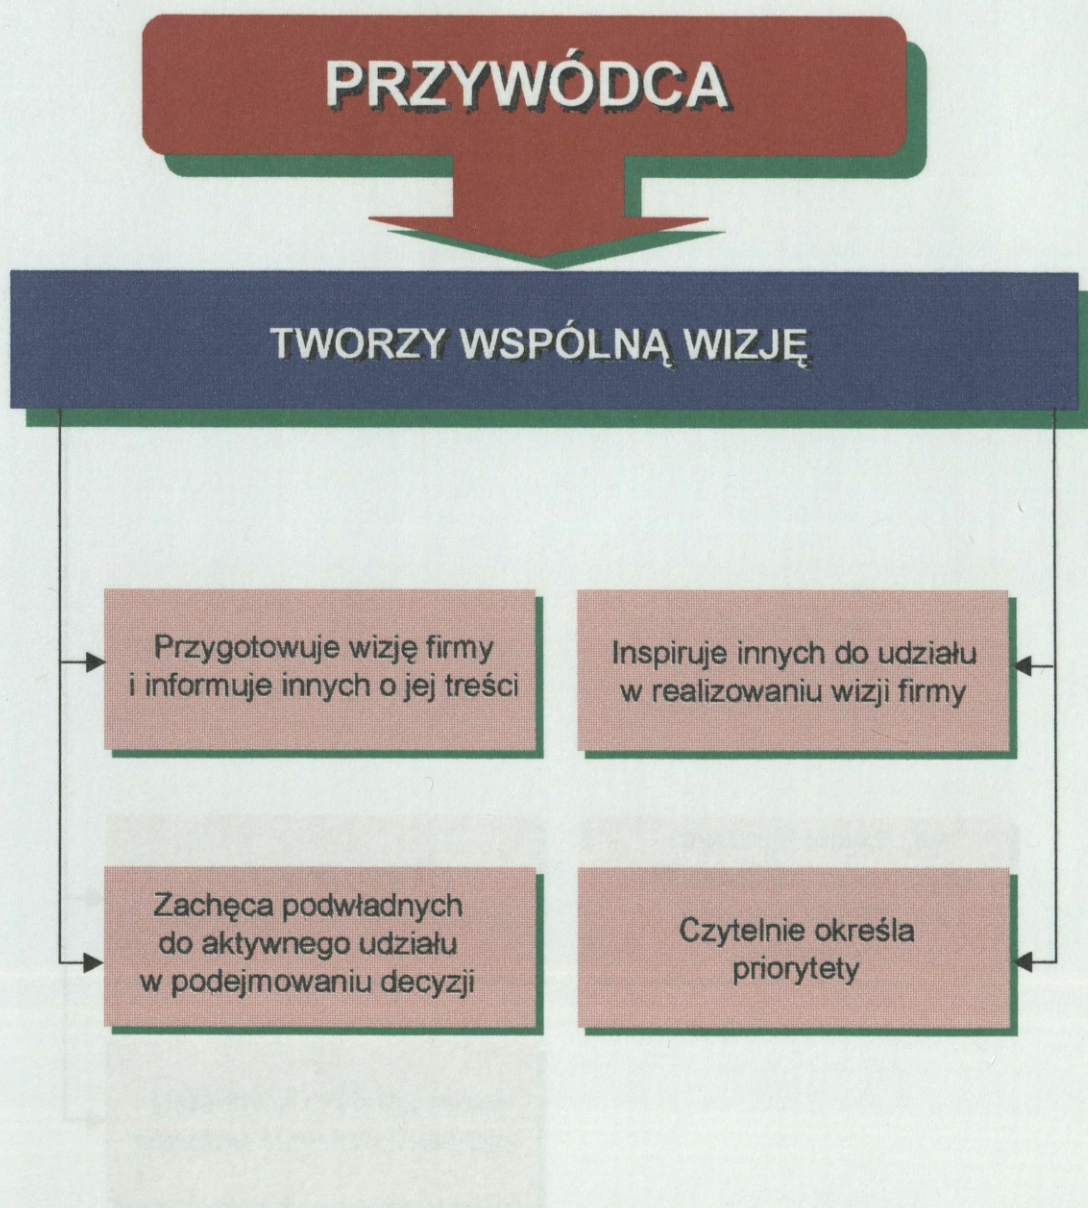 PRZYWÓDCA
TWORZY WSPÓLNĄ WIZJĘ
Przygotowuje wizję firmy
i informuje innych o jej treści
Inspiruje innych do udziału
w realizowaniu wizji firmy
Zachęca podwładnych
do aktywnego udziału
w podejmowaniu decyzji
Czytelnie określa
priorytety